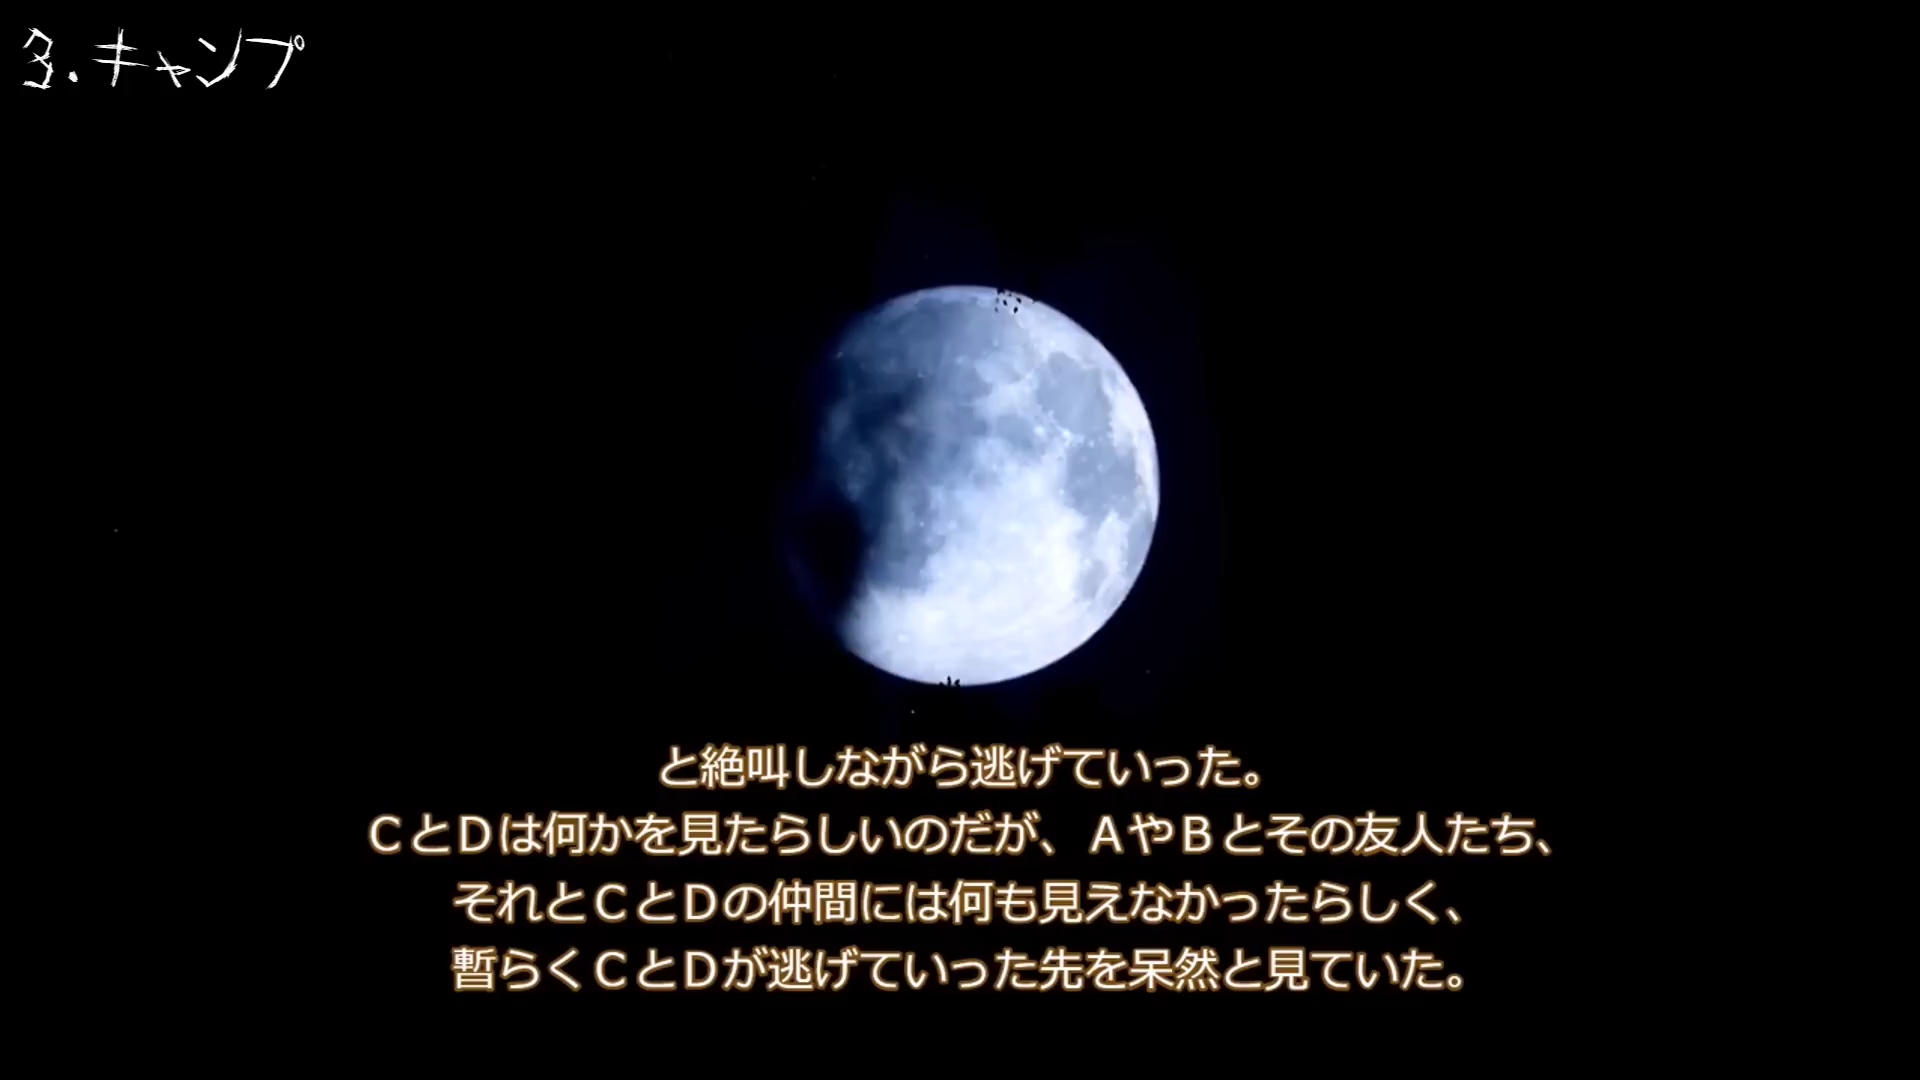 3.キャンプ
と絶叫しながら逃げていった。
ＣとＤは何かを見たらしいのだが、ＡやＢとその友人たち、
それとＣとＤの仲間には何も見えなかったらしく、
暫らくＣとＤが逃げていった先を呆然と見ていた。